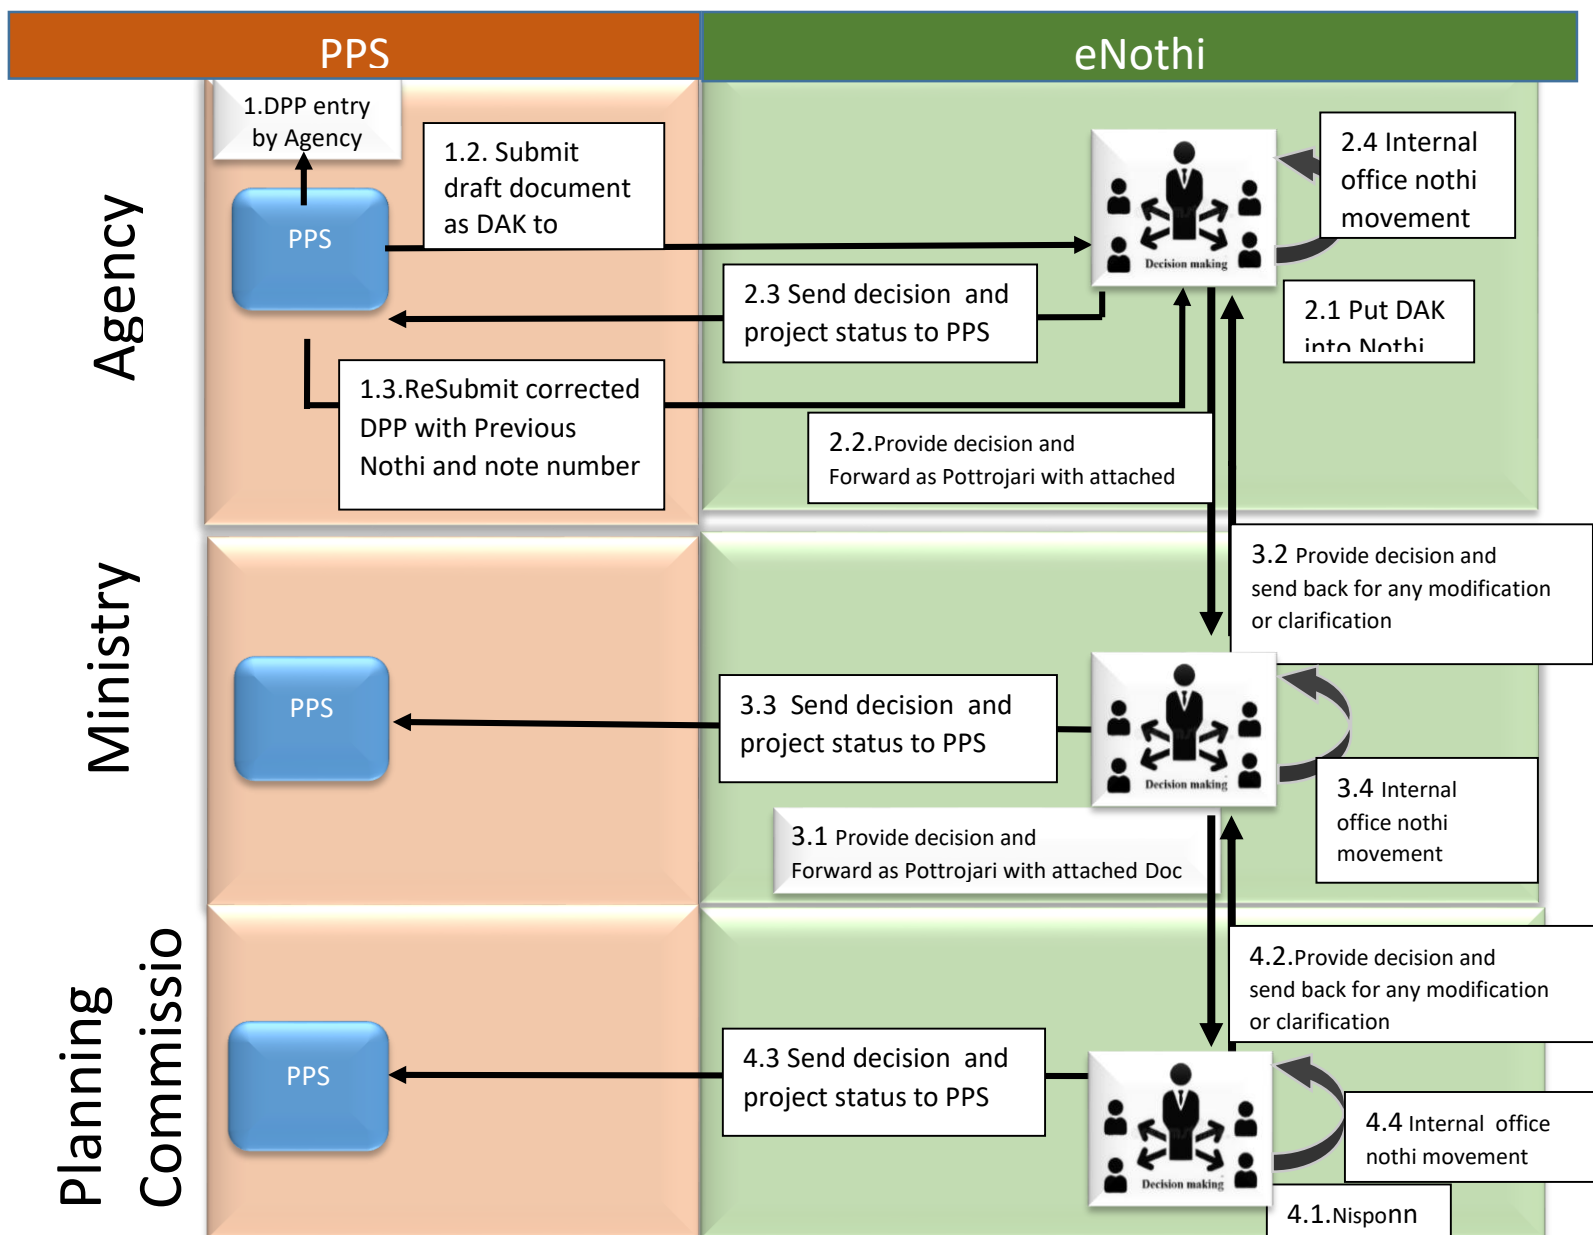 PPS
eNothi
Agency
1.DPP entry
by Agency
PPS
1.2. Submit
draft document
as DAK to
Decision making
2.4 Internal
office nothi
movement
2.3 Send decision and
project status to PPS
2.1 Put DAK
into Nothi
1.3.ReSubmit corrected
DPP with Previous
Nothi and note number
2.2.Provide decision and
Forward as Pottrojari with attached
Ministry
3.2 Provide decision and
send back for any modification
or clarification
PPS
3.3 Send decision and
project status to PPS
Decision making
3.4 Internal
office nothi
movement
3.1 Provide decision and
Forward as Pottrojari with attached Doc
Planning
Commissio
4.2.Provide decision and
send back for any modification
or clarification
PPS
4.3 Send decision and
project status to PPS
Decision making
4.4 Internal office
nothi movement
4.1.Nisponn